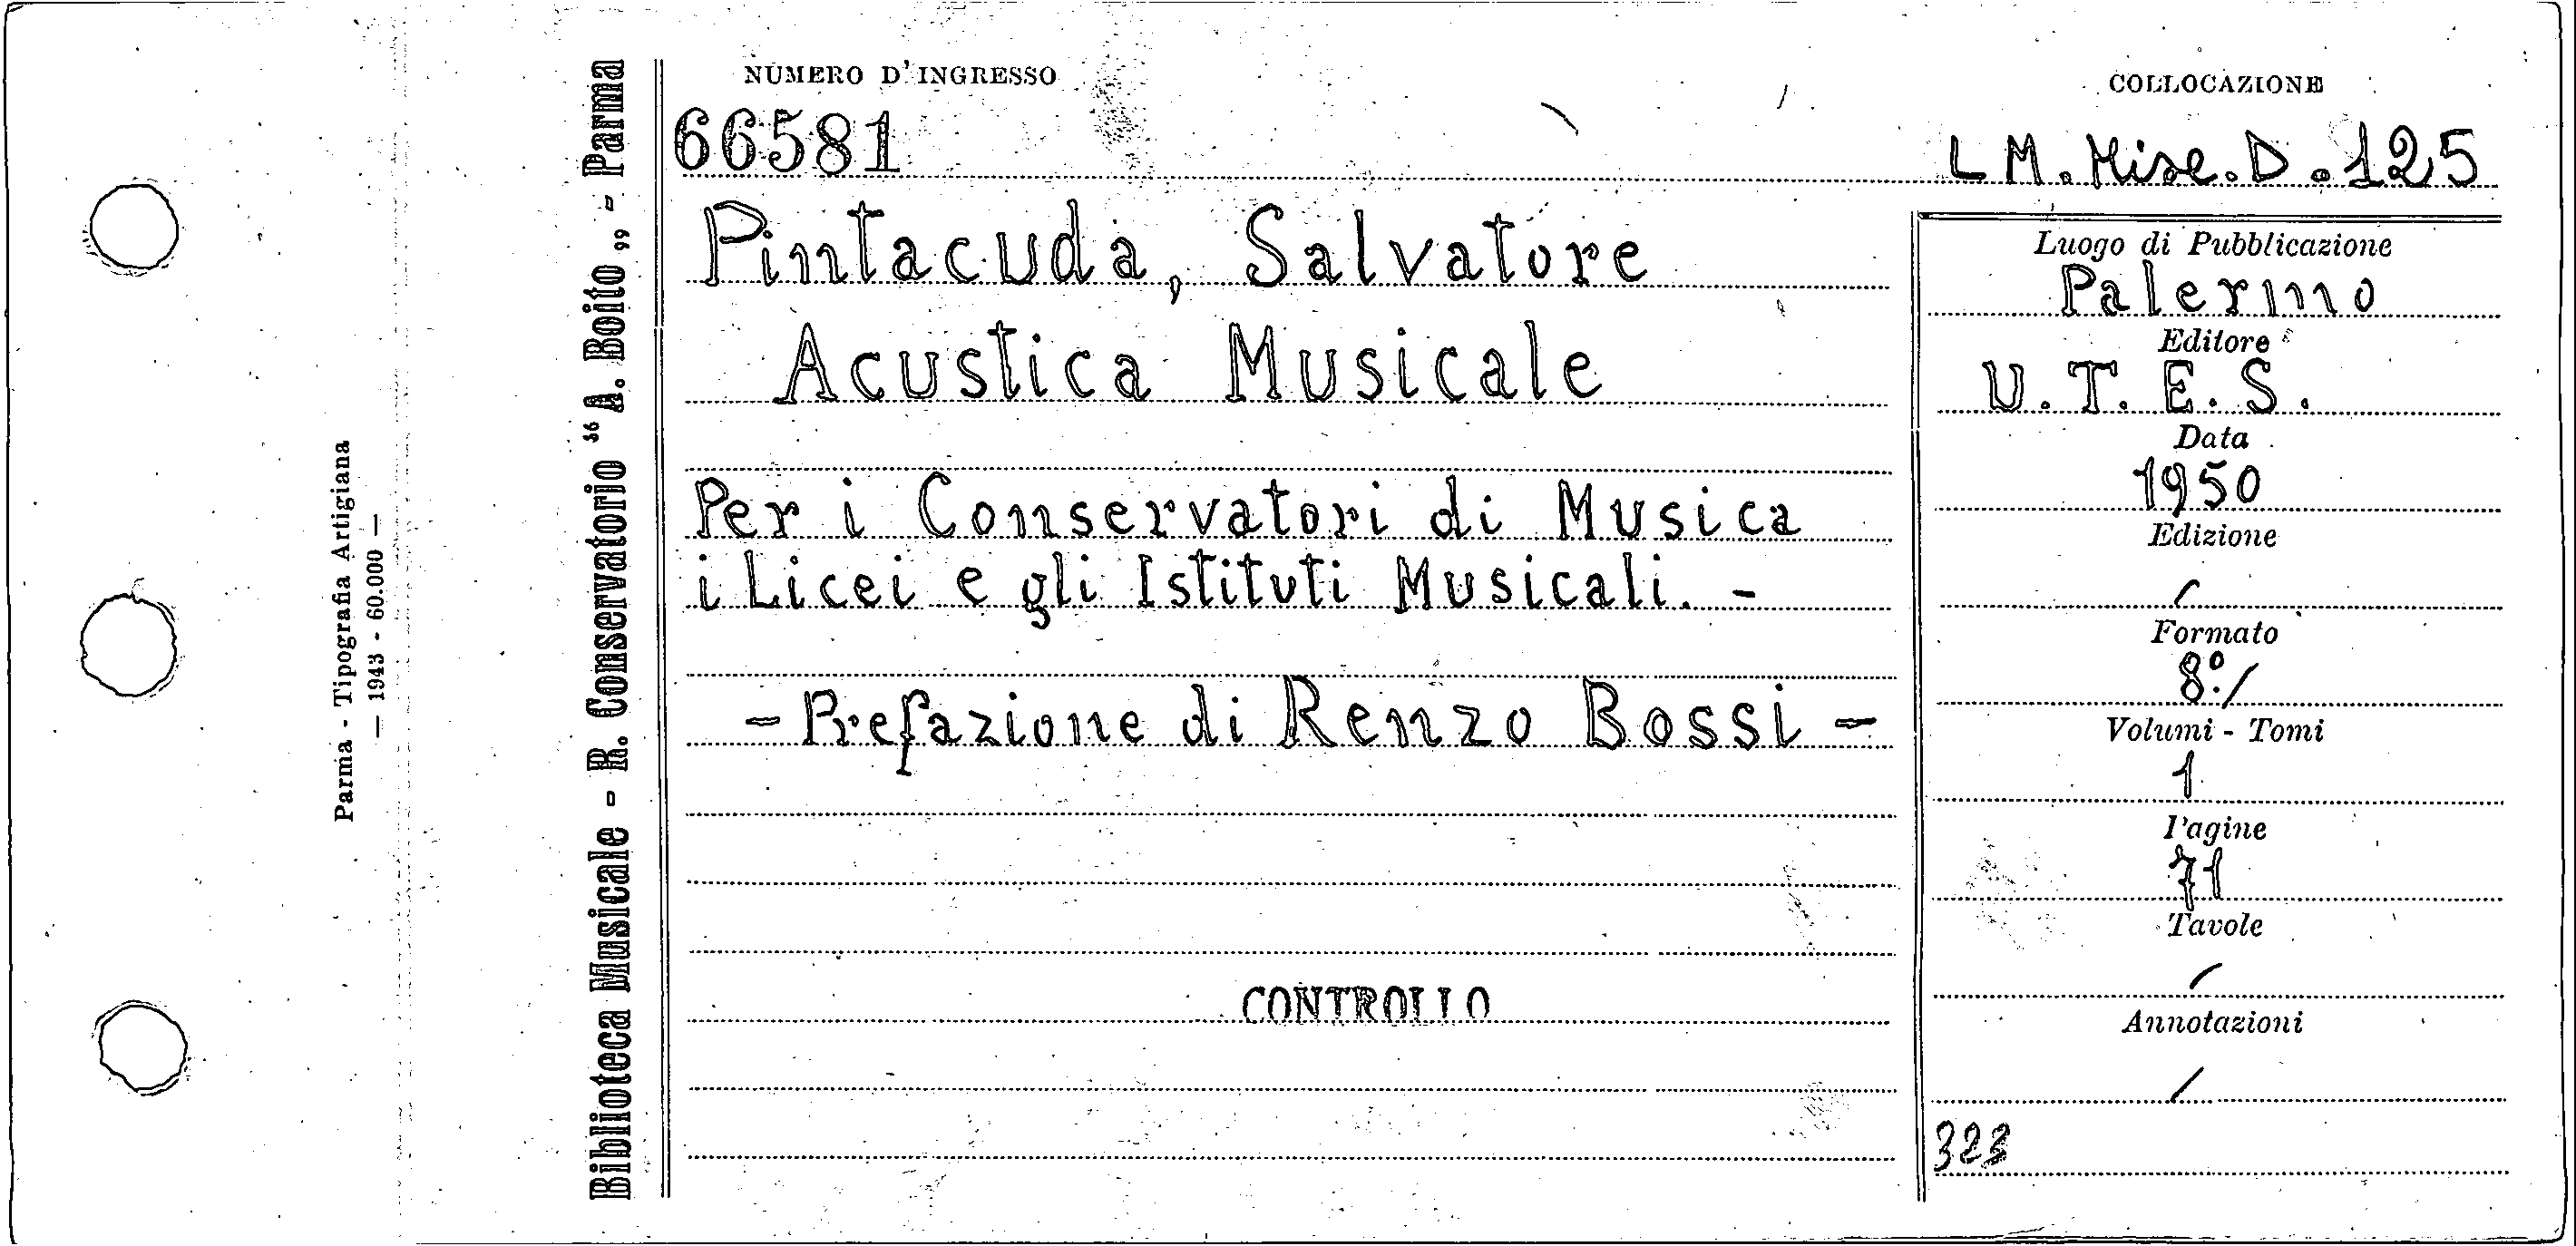 Parma - Tipografia Artigiana
— 1943 - 60.000 —
Biblioteca Musicale - R. Conservatorio “A. Boito„ - Parma
NUMERO D'INGRESSO
66581
Pintacuda, Salvatore
Acustica Musicale
Per i Conservatori di Musica
i Licei e gli Istituti Musicali. -
- Prefazione di Renzo Bossi -
CONTROLLO
COLLOCAZIONE
L M. Misc. D. 125
Luogo di Pubblicazione
Palermo
Editore
U. T. E. S.
Data
1950
Edizione
/
Formato
8º/
Volumi - Tomi
1
Pagine
71
Tavole
/
Annotazioni
/
323